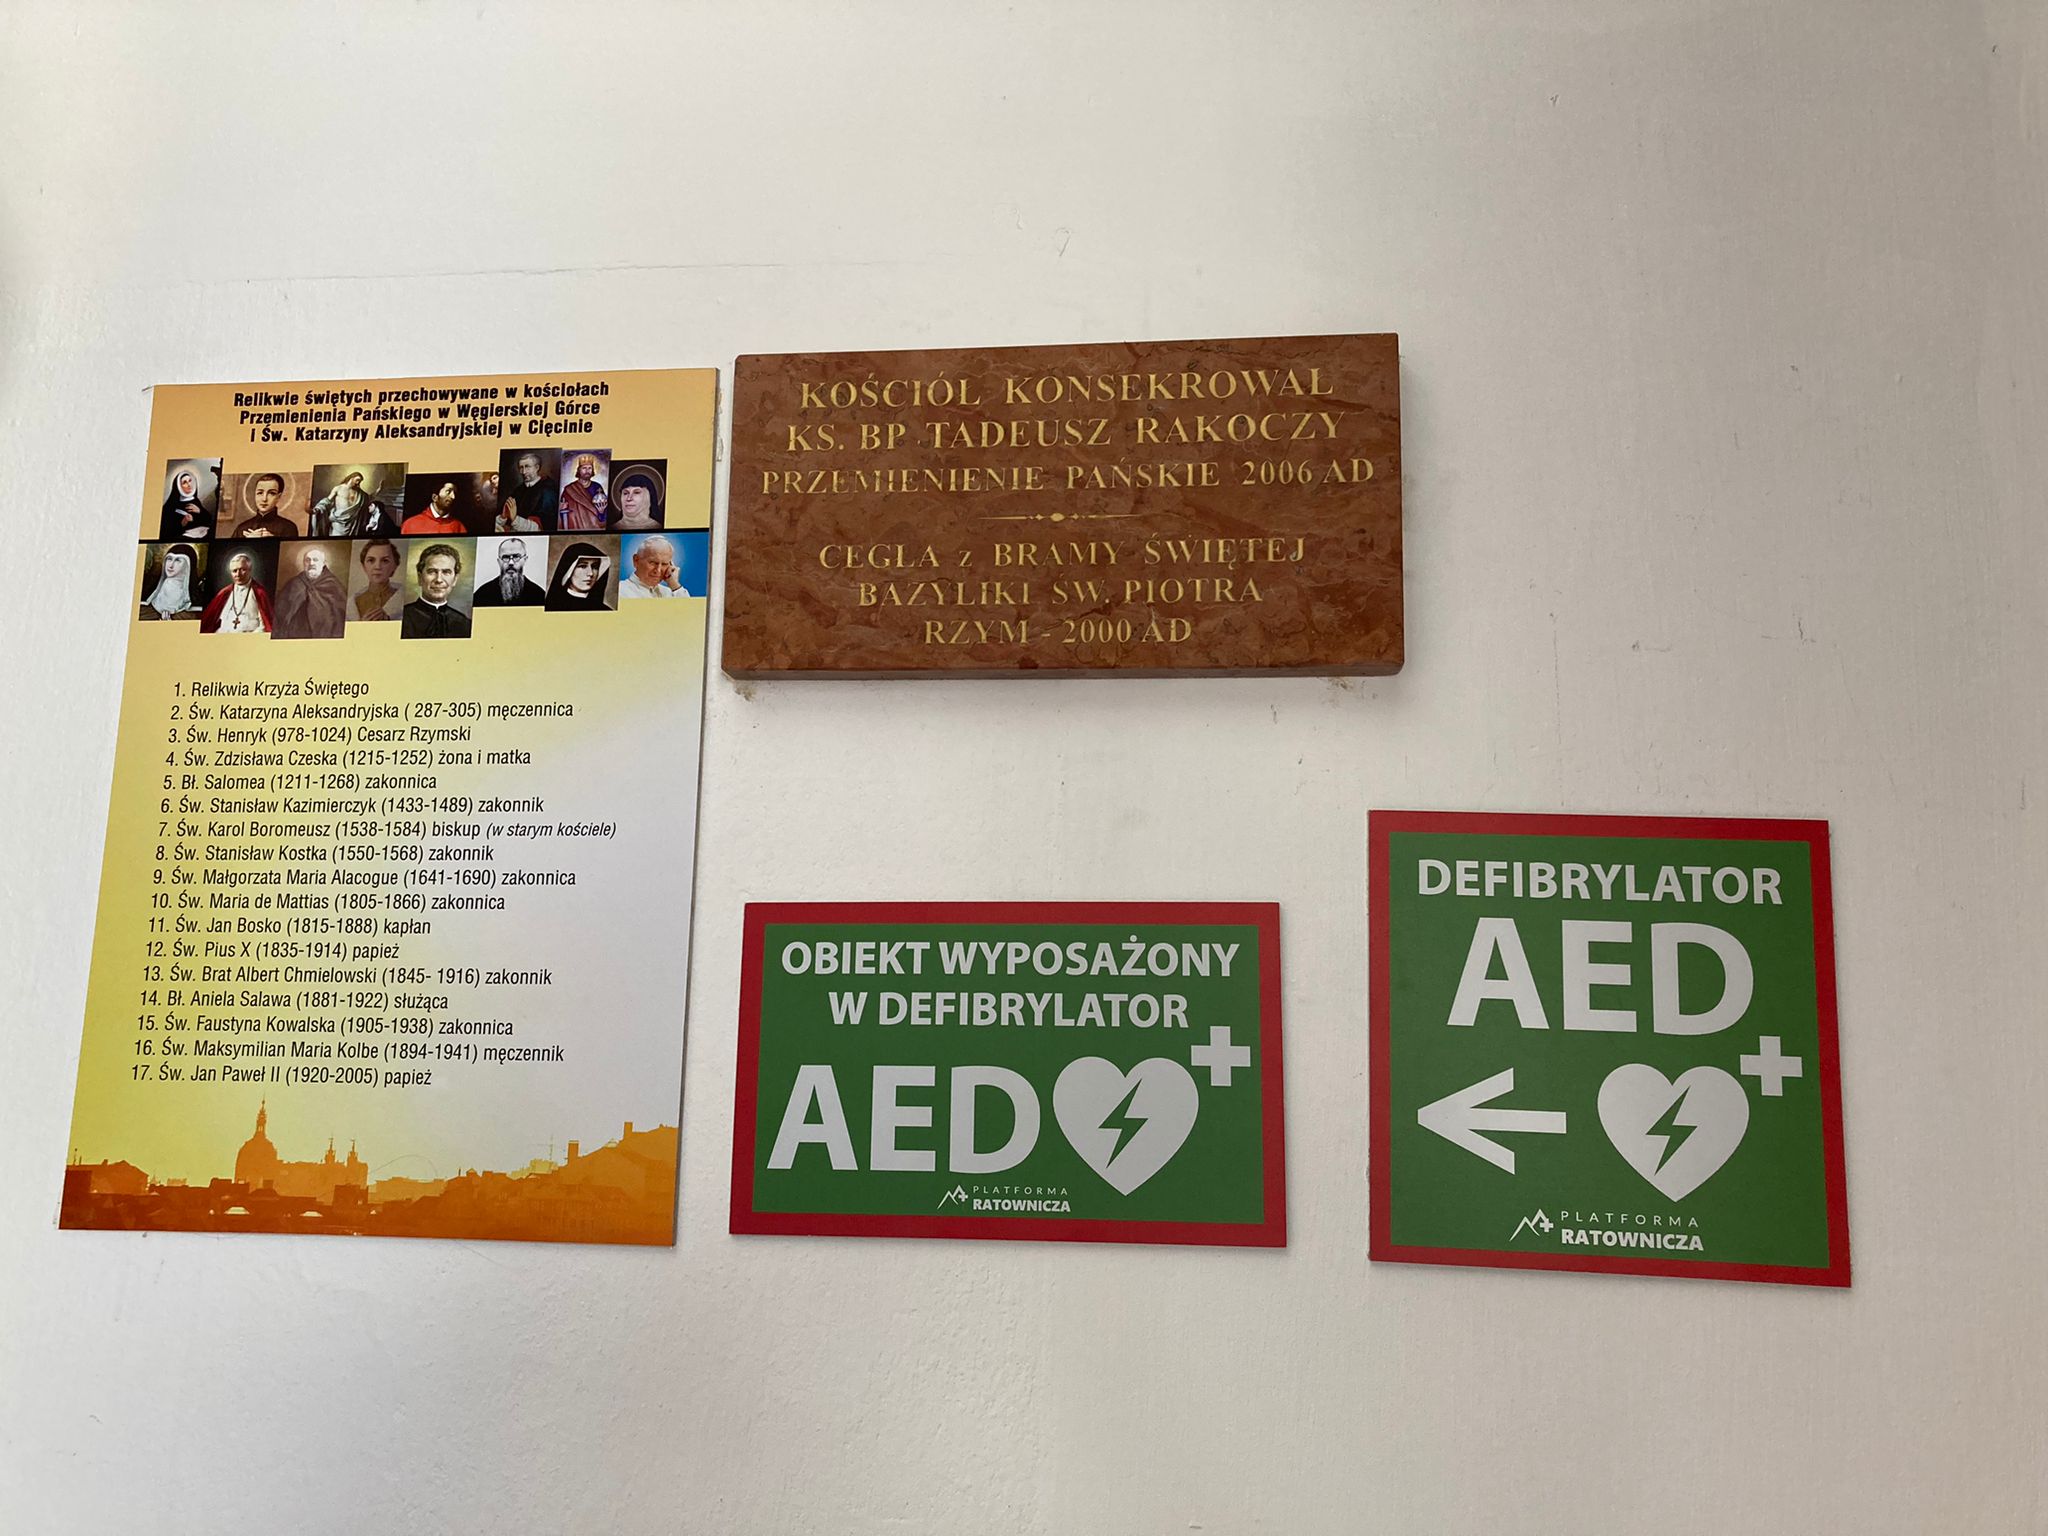 Relikwie świętych przechowywane w kościołach
Przemienienia Pańskiego w Węgierskiej Górce
i Św. Katarzyny Aleksandryjskiej w Cięcinie
1. Relikwia Krzyża Świętego
2. Św. Katarzyna Aleksandryjska ( 287-305) męczennica
3. Św. Henryk (978-1024) Cesarz Rzymski
4. Św. Zdzisława Czeska (1215-1252) żona i matka
5. Bł. Salomea (1211-1268) zakonnica
6. Św. Stanisław Kazimierczyk (1433-1489) zakonnik
7. Św. Karol Boromeusz (1538-1584) biskup (w starym kościele)
8. Św. Stanisław Kostka (1550-1568) zakonnik
9. Św. Małgorzata Maria Alacogue (1641-1690) zakonnica
10. Św. Maria de Mattias (1805-1866) zakonnica
11. Św. Jan Bosko (1815-1888) kapłan
12. Św. Pius X (1835-1914) papież
13. Św. Brat Albert Chmielowski (1845- 1916) zakonnik
14. Bł. Aniela Salawa (1881-1922) służąca
15. Św. Faustyna Kowalska (1905-1938) zakonnica
16. Św. Maksymilian Maria Kolbe (1894-1941) męczennik
17. Św. Jan Paweł II (1920-2005) papież
KOŚCIÓŁ KONSEKROWAŁ
KS. BP TADEUSZ RAKOCZY
PRZEMIENIENIE PAŃSKIE 2006 AD
CEGŁA z BRAMY ŚWIĘTEJ
BAZYLIKI ŚW. PIOTRA
RZYM - 2000 AD
OBIEKT WYPOSAŻONY
W DEFIBRYLATOR
AED
PLATFORMA
RATOWNICZA
DEFIBRYLATOR
AED
PLATFORMA
RATOWNICZA